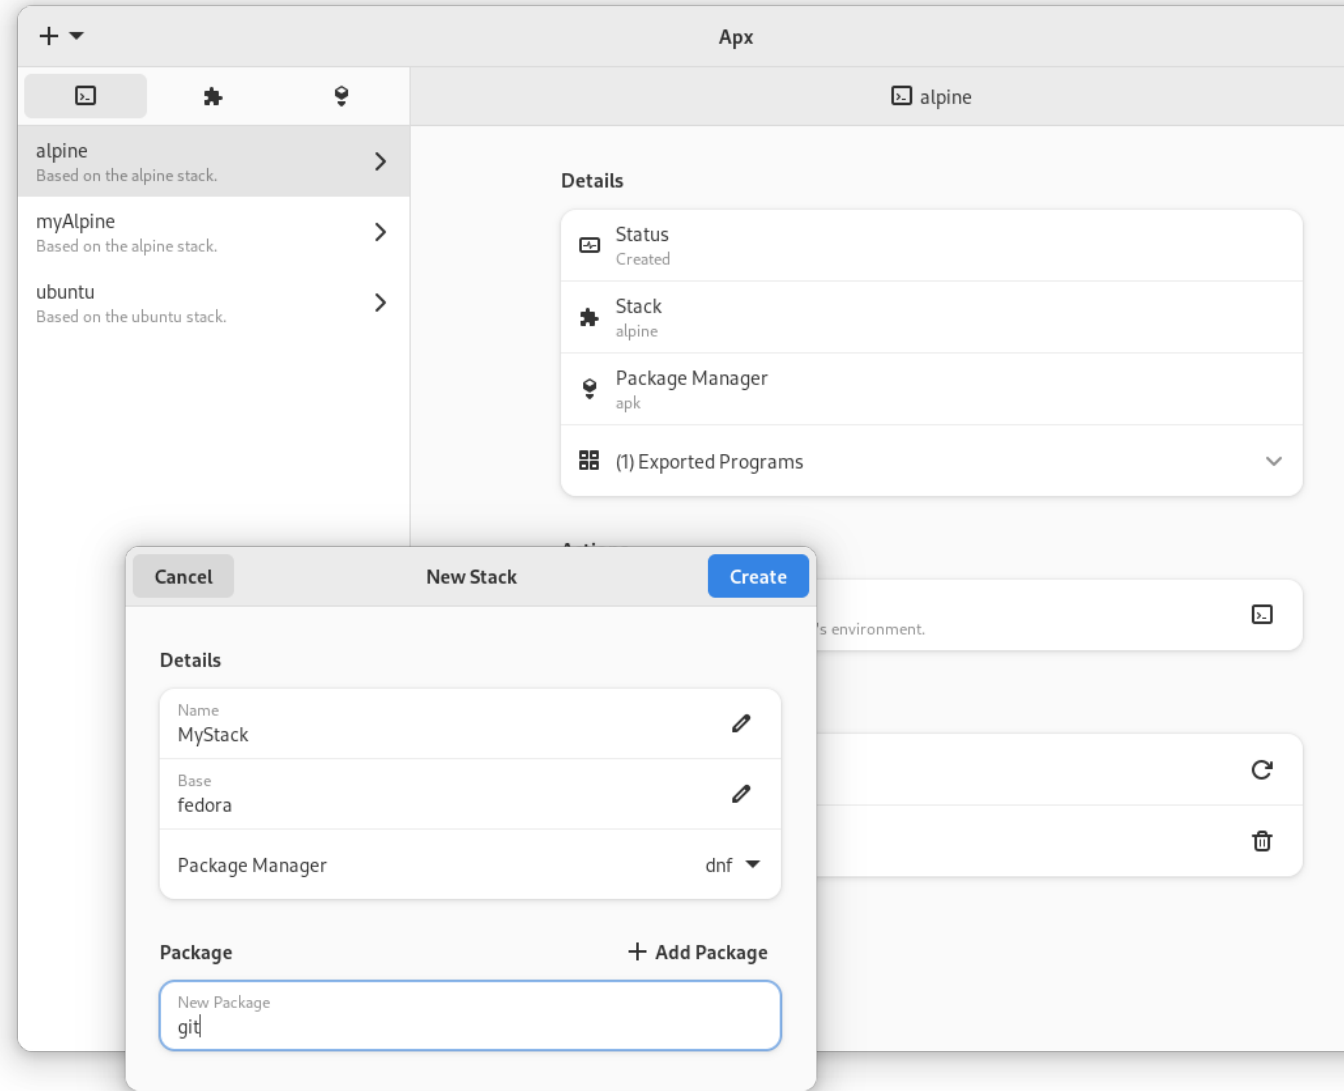 Apx
alpine
alpine
Based on the alpine stack.
myAlpine
Based on the alpine stack.
ubuntu
Based on the ubuntu stack.
Details
Status
Created
Stack
alpine
Package Manager
apk
(1) Exported Programs
's environment.
Cancel
New Stack
Create
Details
Name
MyStack
Base
fedora
Package Manager
dnf
Package
Add Package
New Package
git